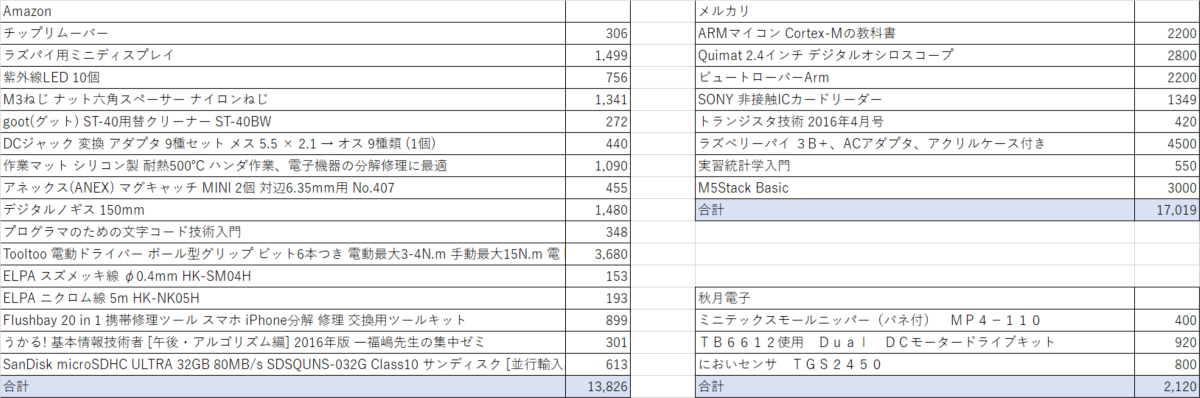 Amazon
チップリムーバー 306
ラズパイ用ミニディスプレイ 1,499
紫外線LED 10個 756
M3ねじ ナット六角スペーサー ナイロンねじ 1,341
goot(グット) ST-40用替クリーナー ST-40BW 272
DCジャック 変換 アダプタ 9種セット メス 5.5 × 2.1 → オス 9種類 (1個) 440
作業マット シリコン製 耐熱500℃ ハンダ作業、電子機器の分解修理に最適 1,090
アネックス(ANEX) マグキャッチ MINI 2個 対辺6.35mm用 No.407 455
デジタルノギス 150mm 1,480
プログラマのための文字コード技術入門 348
Tooltoo 電動ドライバー ボール型グリップ ビット6本つき 電動最大3-4N.m 手動最大15N.m 電 3,680
ELPA スズメッキ線 φ0.4mm HK-SM04H 153
ELPA ニクロム線 5m HK-NK05H 193
Flushbay 20 in 1 携帯修理ツール スマホ iPhone分解 修理 交換用ツールキット 899
うかる! 基本情報技術者 [午後・アルゴリズム編] 2016年版 ー福嶋先生の集中ゼミ 301
SanDisk microSDHC ULTRA 32GB 80MB/s SDSQUNS-032G Class10 サンディスク [並行輸入 613
合計 13,826
メルカリ
ARMマイコン Cortex-Mの教科書 2200
Quimat 2.4インチ デジタルオシロスコープ 2800
ビュートローバーArm 2200
SONY 非接触ICカードリーダー 1349
トランジスタ技術 2016年4月号 420
ラズベリーパイ ３B＋、ACアダプタ、アクリルケース付き 4500
実習統計学入門 550
M5Stack Basic 3000
合計 17,019
秋月電子
ミニテックスモールニッパー（バネ付） ＭＰ４－１１０ 400
ＴＢ６６１２使用 Ｄｕａｌ ＤＣモータードライブキット 920
においセンサ ＴＧＳ２４５０ 800
合計 2,120